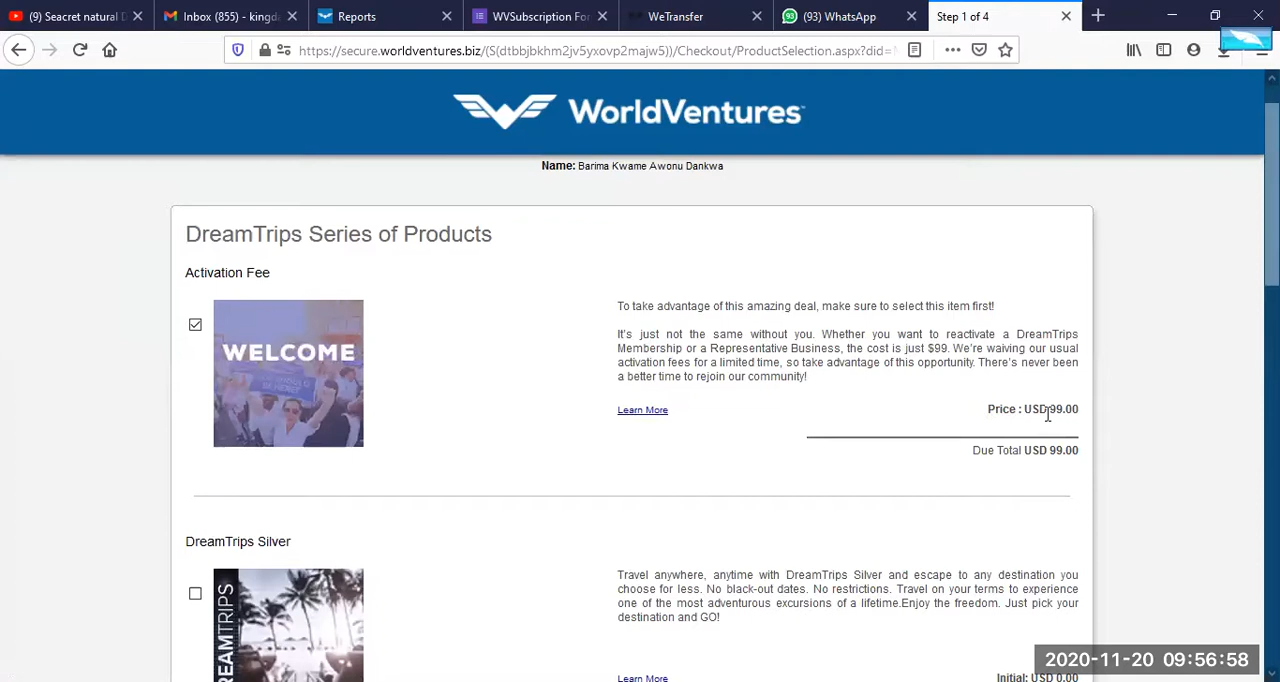 (9) Seacret natural D
Inbox (855) - kingda
Reports
WVSubscription For
WeTransfer
(93) WhatsApp
Step 1 of 4
https://secure.worldventures.biz/(S(dtbbjbkhm2jv5yxovp2majw5))/Checkout/ProductSelection.aspx?did=
WorldVentures
Name: Barima Kwame Awonu Dankwa
DreamTrips Series of Products
Activation Fee
WELCOME
To take advantage of this amazing deal, make sure to select this item first!
It's just not the same without you. Whether you want to reactivate a DreamTrips
Membership or a Representative Business, the cost is just $99. We're waiving our usual
activation fees for a limited time, so take advantage of this opportunity. There's never been
a better time to rejoin our community!
Learn More
Price : USD 99.00
Due Total USD 99.00
DreamTrips Silver
Travel anywhere, anytime with DreamTrips Silver and escape to any destination you
choose for less. No black-out dates. No restrictions. Travel on your terms to experience
one of the most adventurous excursions of a lifetime.Enjoy the freedom. Just pick your
destination and GO!
Learn More
Initial: USD 0.00
2020-11-20 09:56:58